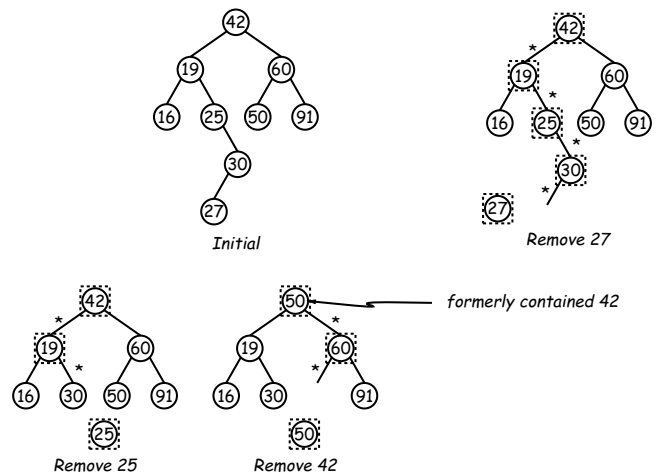 42
19 60
16 25 50 91
30
27
Initial
42
19 60
16 25 50 91
30
27
Remove 27
42
19 60
16 30 50 91
25
Remove 25
50 formerly contained 42
19 60
16 30 91
50
Remove 42